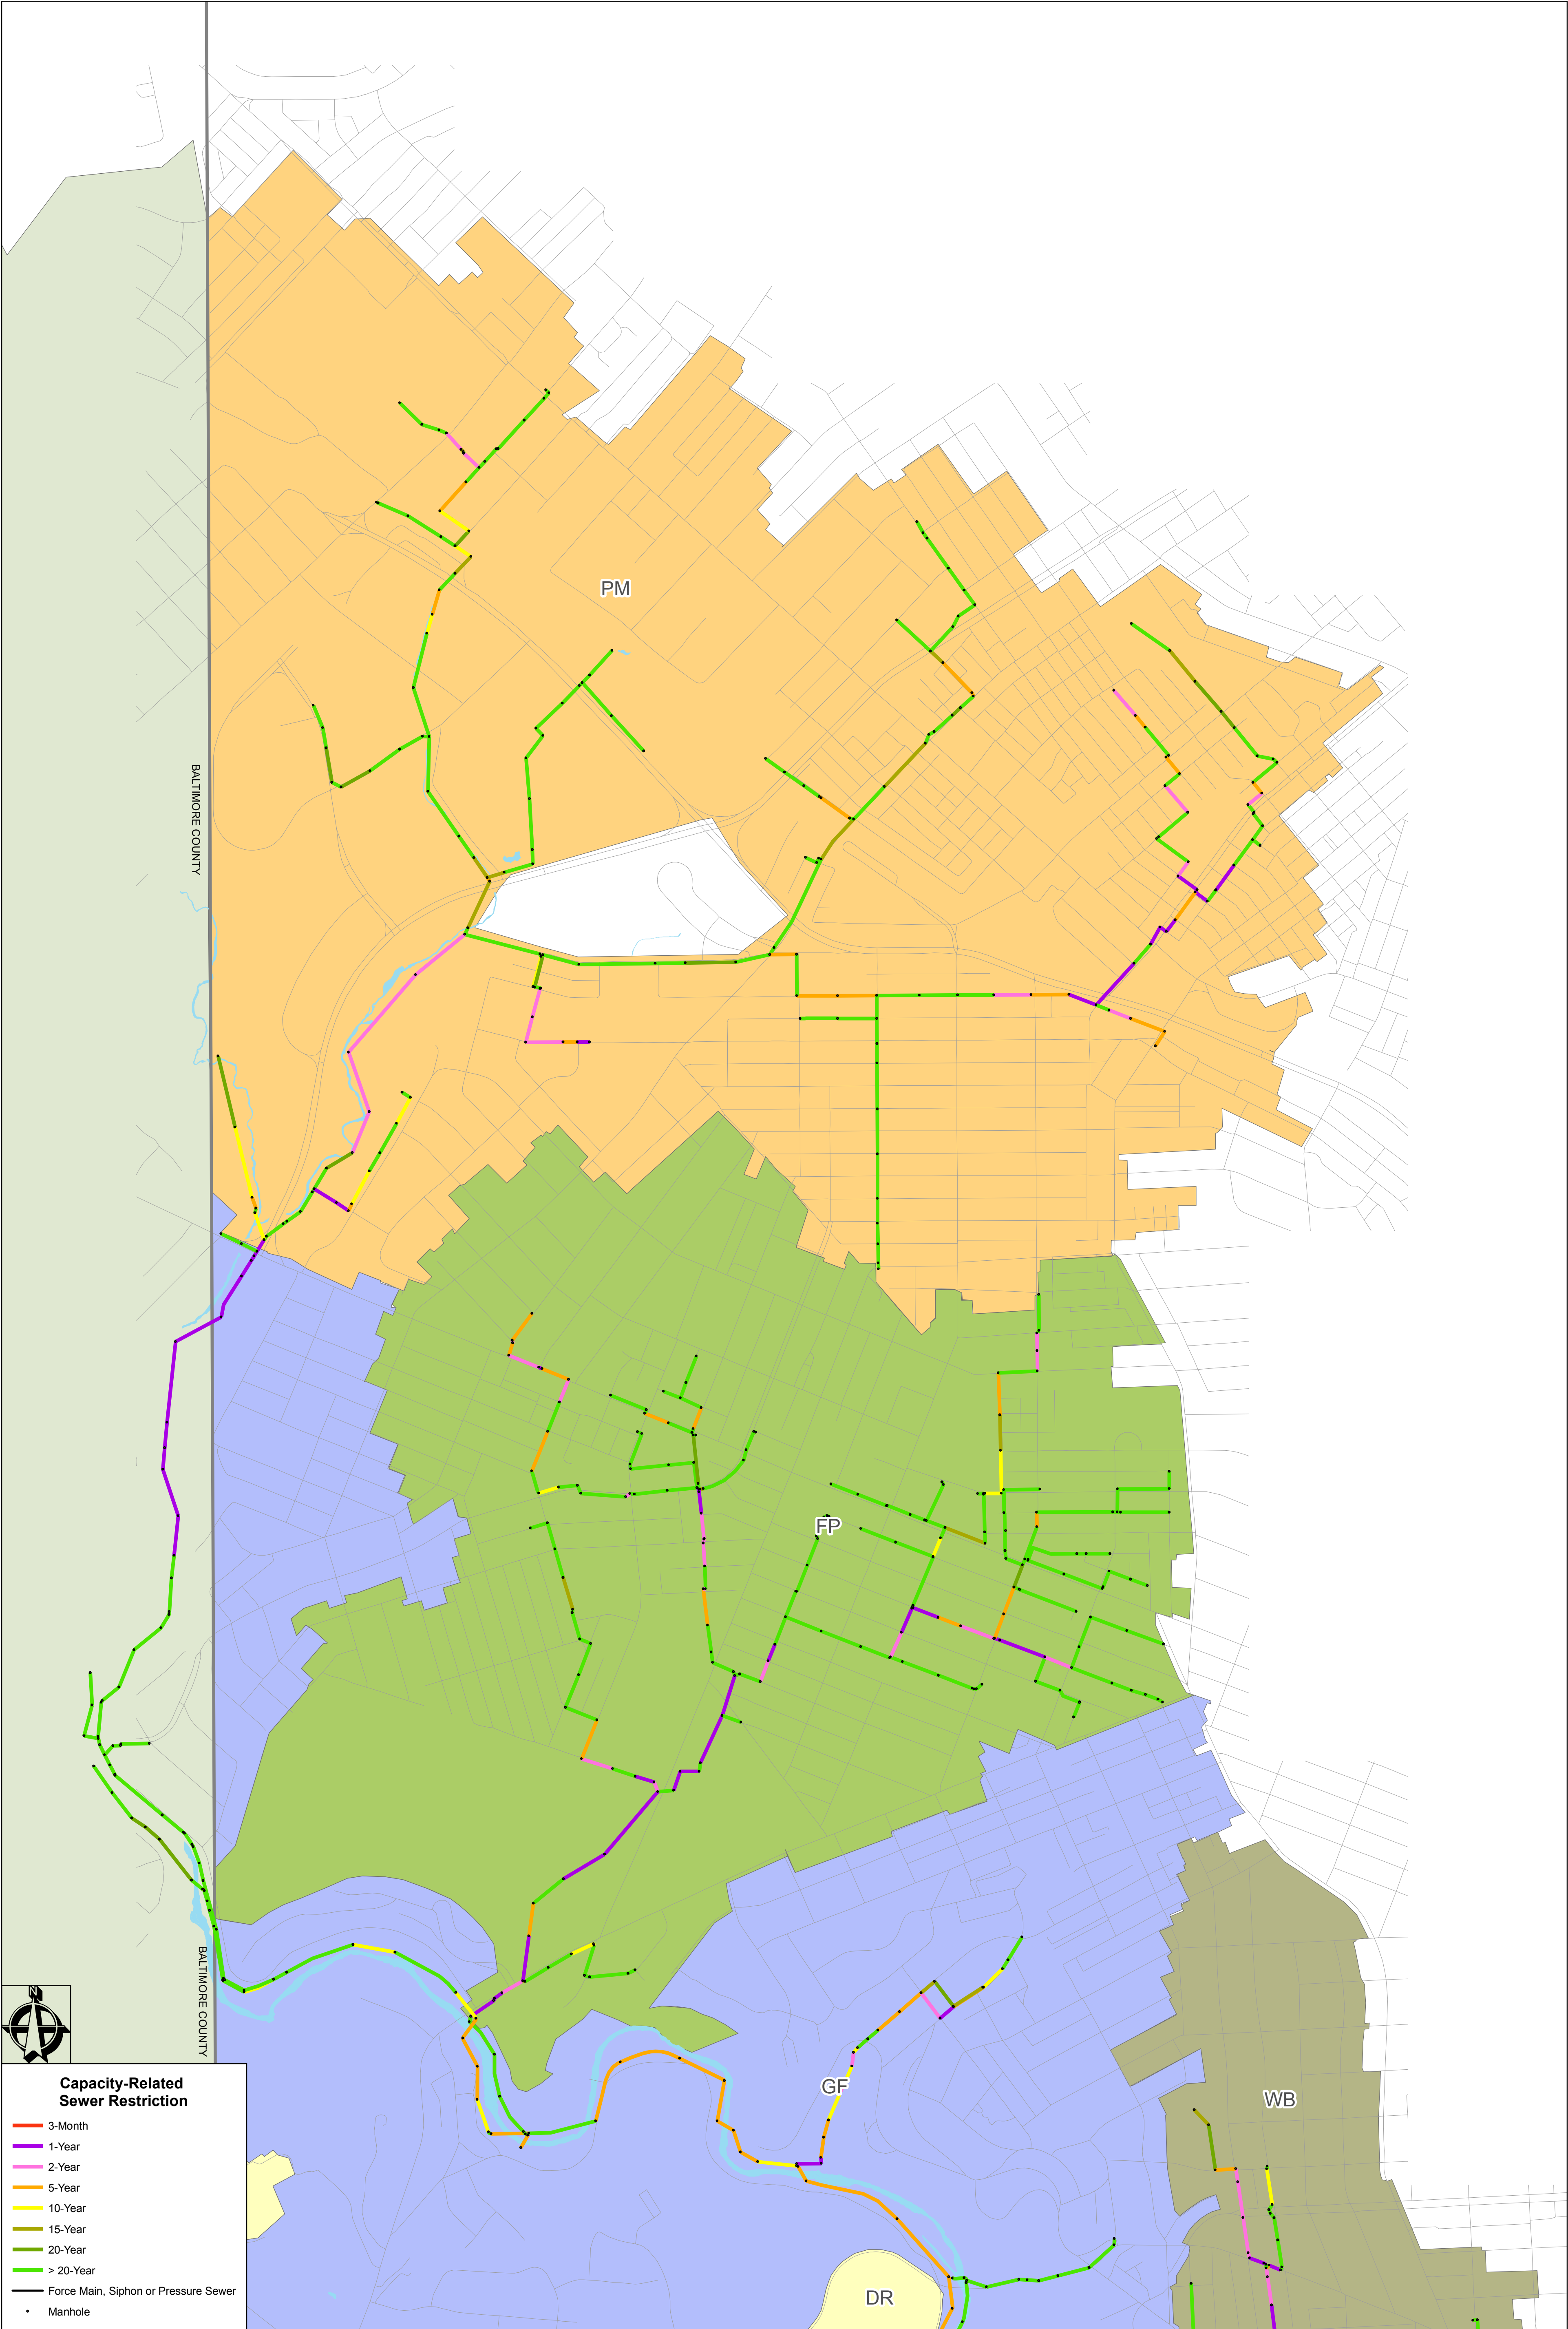 PM
BALTIMORE COUNTY
FP
BALTIMORE COUNTY
N
GF
WB
DR
Capacity-Related
Sewer Restriction
3-Month
1-Year
2-Year
5-Year
10-Year
15-Year
20-Year
> 20-Year
Force Main, Siphon or Pressure Sewer
Manhole